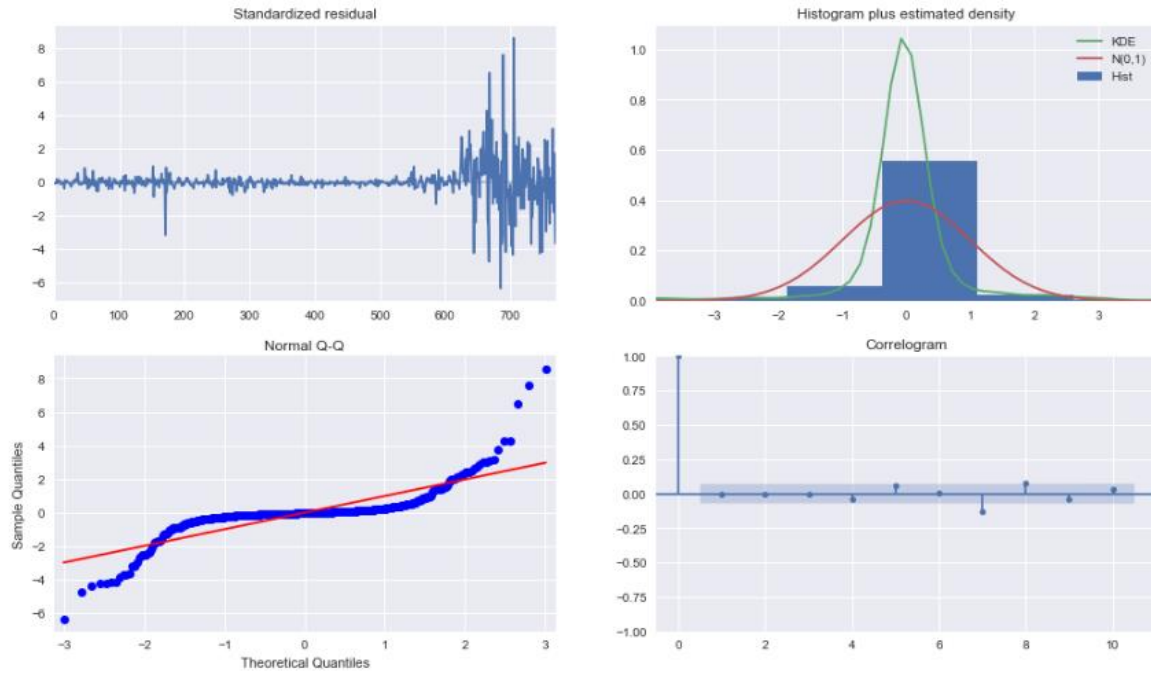 Standardized residual
8
6
4
2
0
−2
−4
−6
0 100 200 300 400 500 600 700
Histogram plus estimated density
KDE
N(0,1)
Hist
1.0
0.8
0.6
0.4
0.2
0.0
−3 −2 −1 0 1 2 3
Normal Q-Q
Sample Quantiles
8
6
4
2
0
−2
−4
−6
−3 −2 −1 0 1 2 3
Theoretical Quantiles
Correlogram
1.00
0.75
0.50
0.25
0.00
−0.25
−0.50
−0.75
−1.00
0 2 4 6 8 10